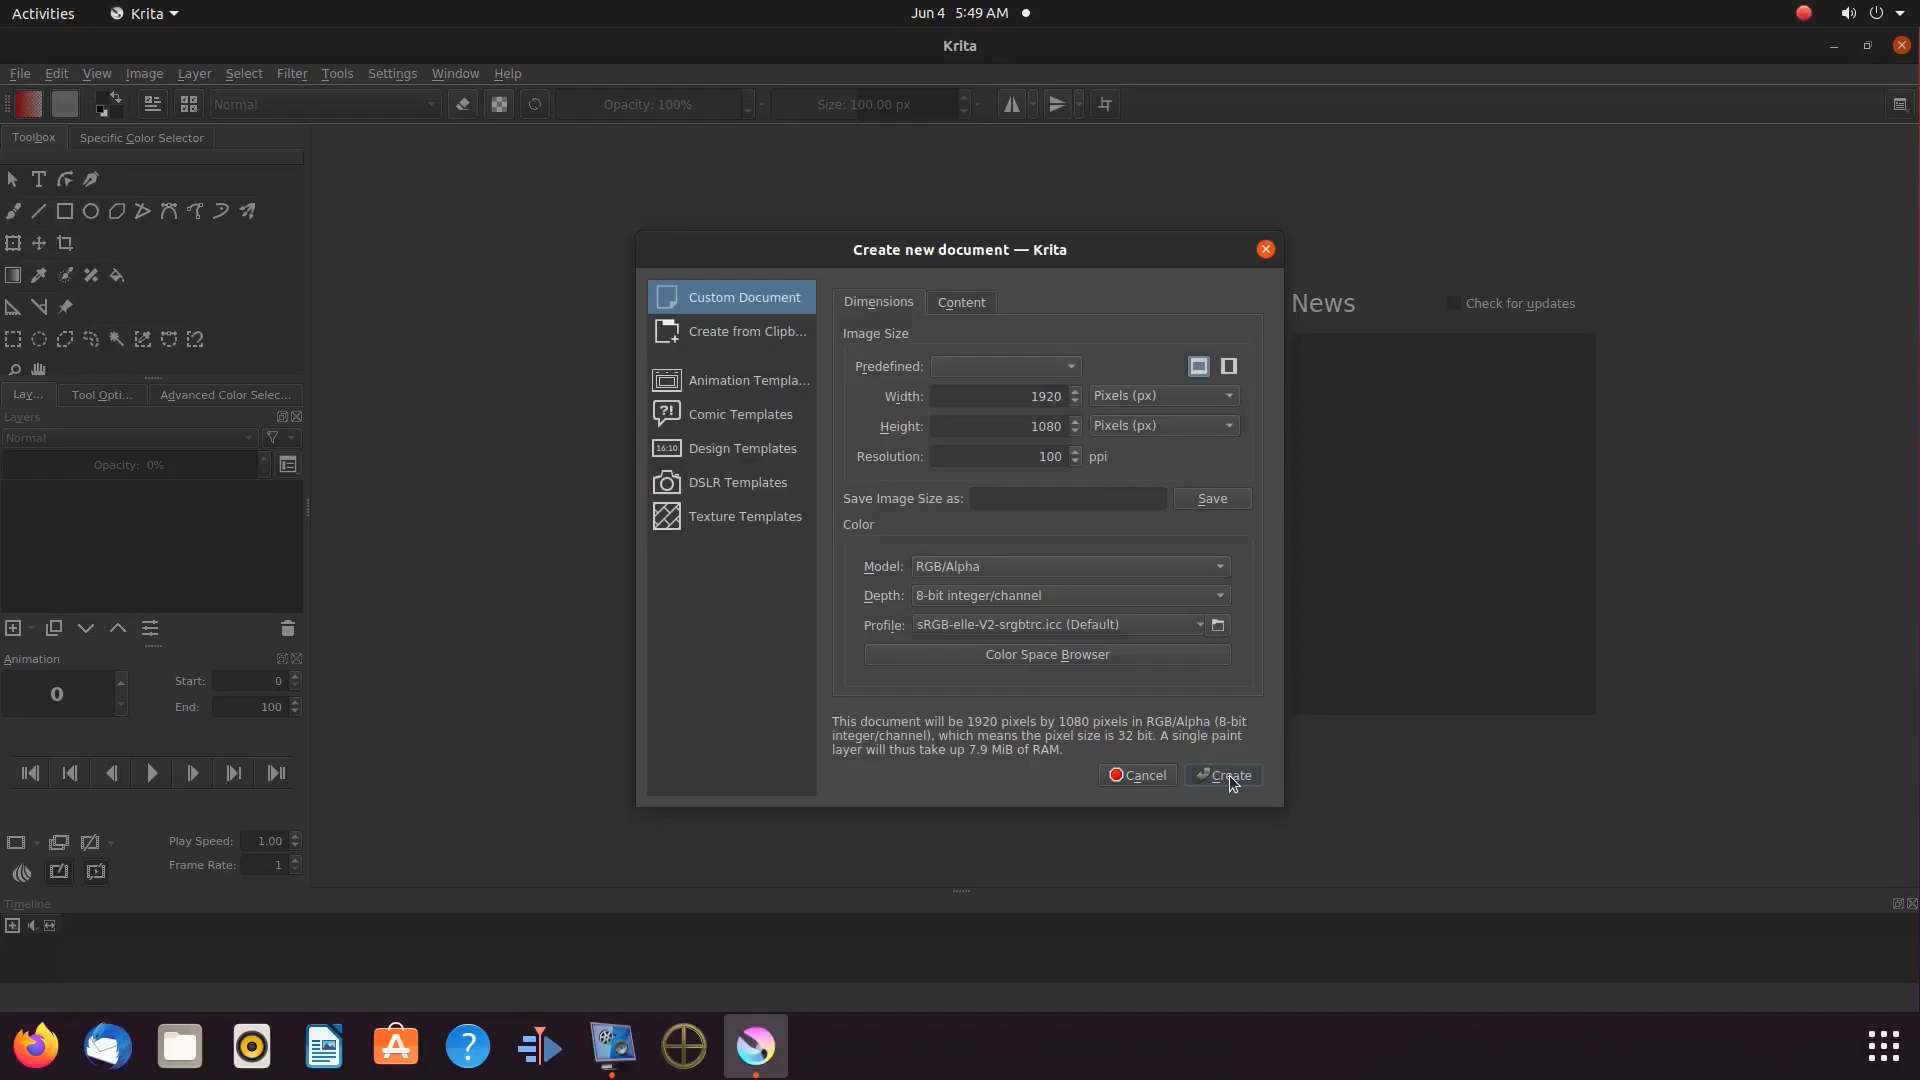 Activities Krita Jun 4 5:49 AM
Krita
File Edit View Image Layer Select Filter Tools Settings Window Help
Normal Opacity: 100% Size: 100.00 px
Toolbox Specific Color Selector
Create new document — Krita
Custom Document
Create from Clipb...
Animation Templa...
Comic Templates
16:10 Design Templates
DSLR Templates
Texture Templates
Dimensions Content
Image Size
Predefined:
Width: 1920 Pixels (px)
Height: 1080 Pixels (px)
Resolution: 100 ppi
Save Image Size as: Save
Color
Model: RGB/Alpha
Depth: 8-bit integer/channel
Profile: sRGB-elle-V2-srgbtrc.icc (Default)
Color Space Browser
This document will be 1920 pixels by 1080 pixels in RGB/Alpha (8-bit
integer/channel), which means the pixel size is 32 bit. A single paint
layer will thus take up 7.9 MiB of RAM.
Cancel Create
News Check for updates
Lay... Tool Opti... Advanced Color Selec...
Layers
Normal
Opacity: 0%
Animation
0 Start: 0
End: 100
Play Speed: 1.00
Frame Rate: 1
Timeline